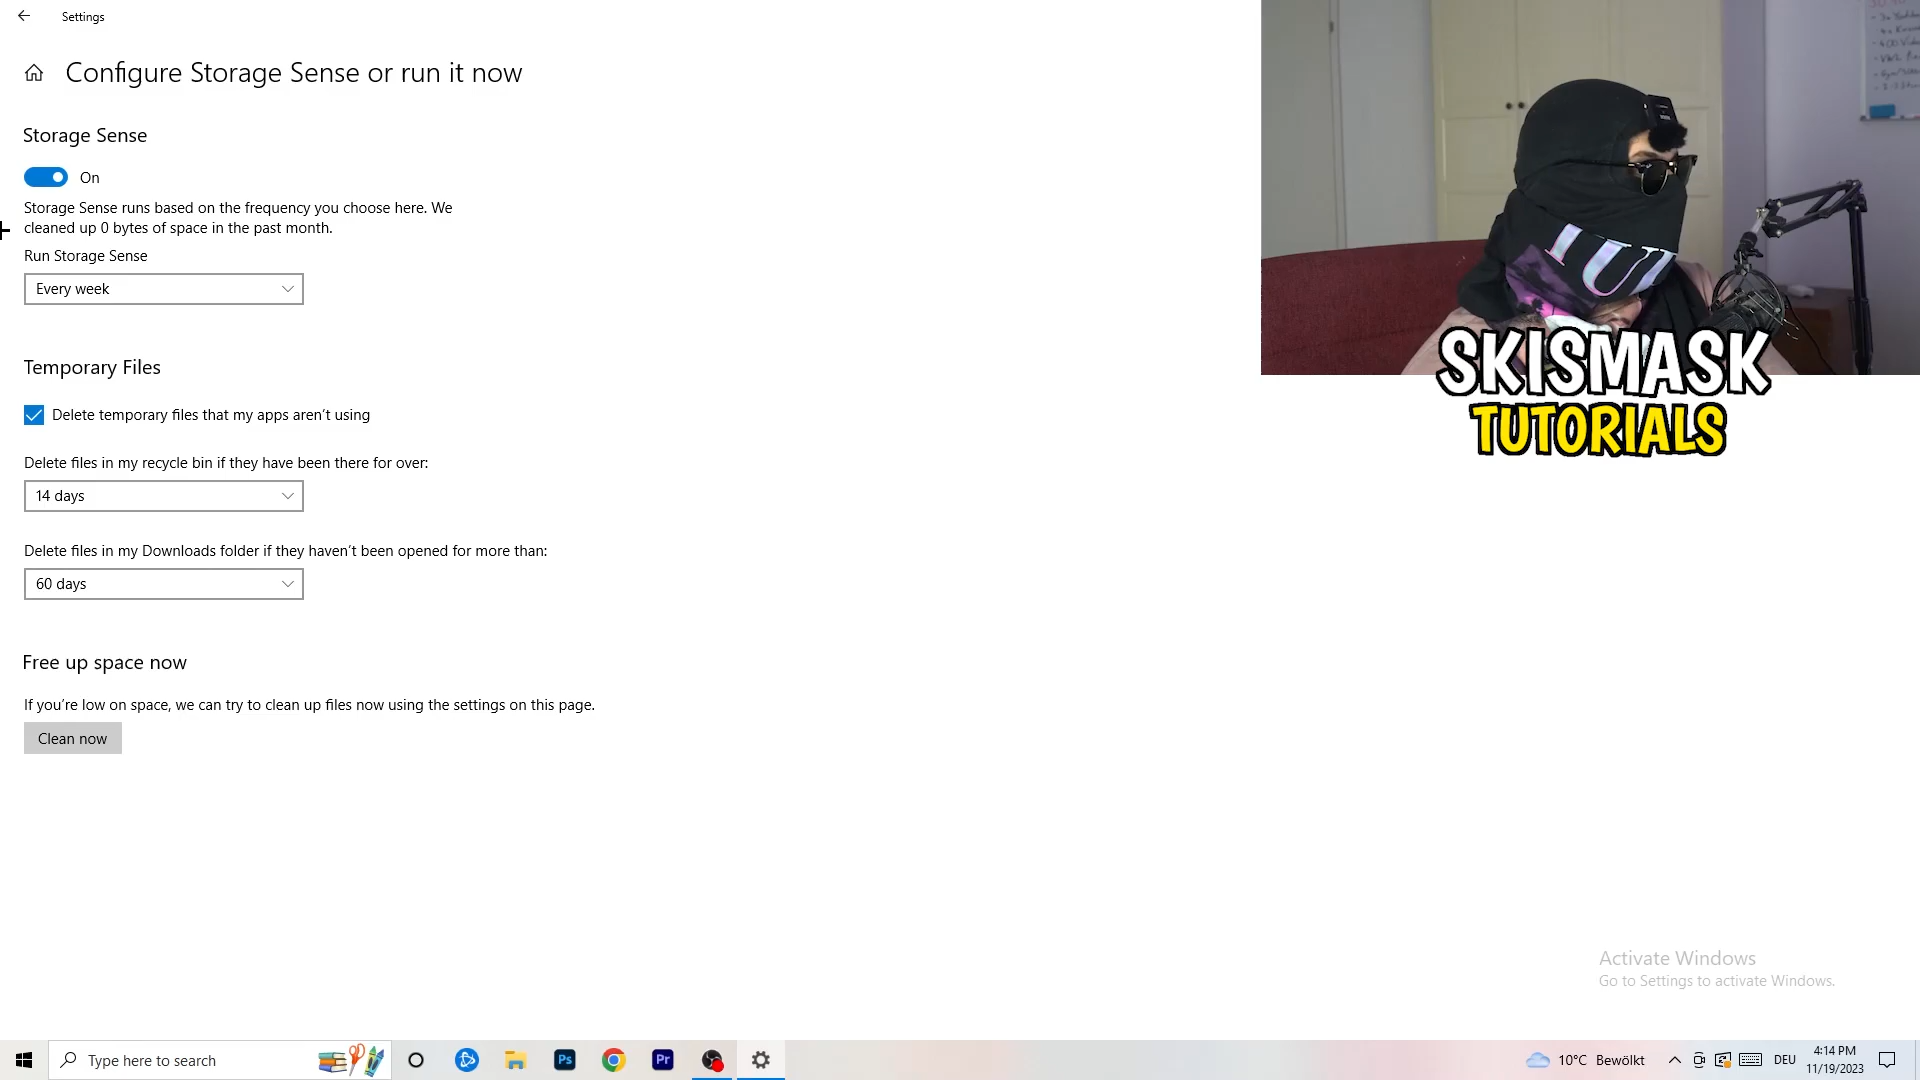 Settings
Configure Storage Sense or run it now
Storage Sense
On
Storage Sense runs based on the frequency you choose here. We
cleaned up 0 bytes of space in the past month.
Run Storage Sense
Every week
Temporary Files
Delete temporary files that my apps aren't using
Delete files in my recycle bin if they have been there for over:
14 days
Delete files in my Downloads folder if they haven't been opened for more than:
60 days
Free up space now
If you're low on space, we can try to clean up files now using the settings on this page.
Clean now
SKISMASK
TUTORIALS
Activate Windows
Go to Settings to activate Windows.
Type here to search
Ps
Pr
10°C Bewölkt
DEU
4:14 PM
11/19/2023